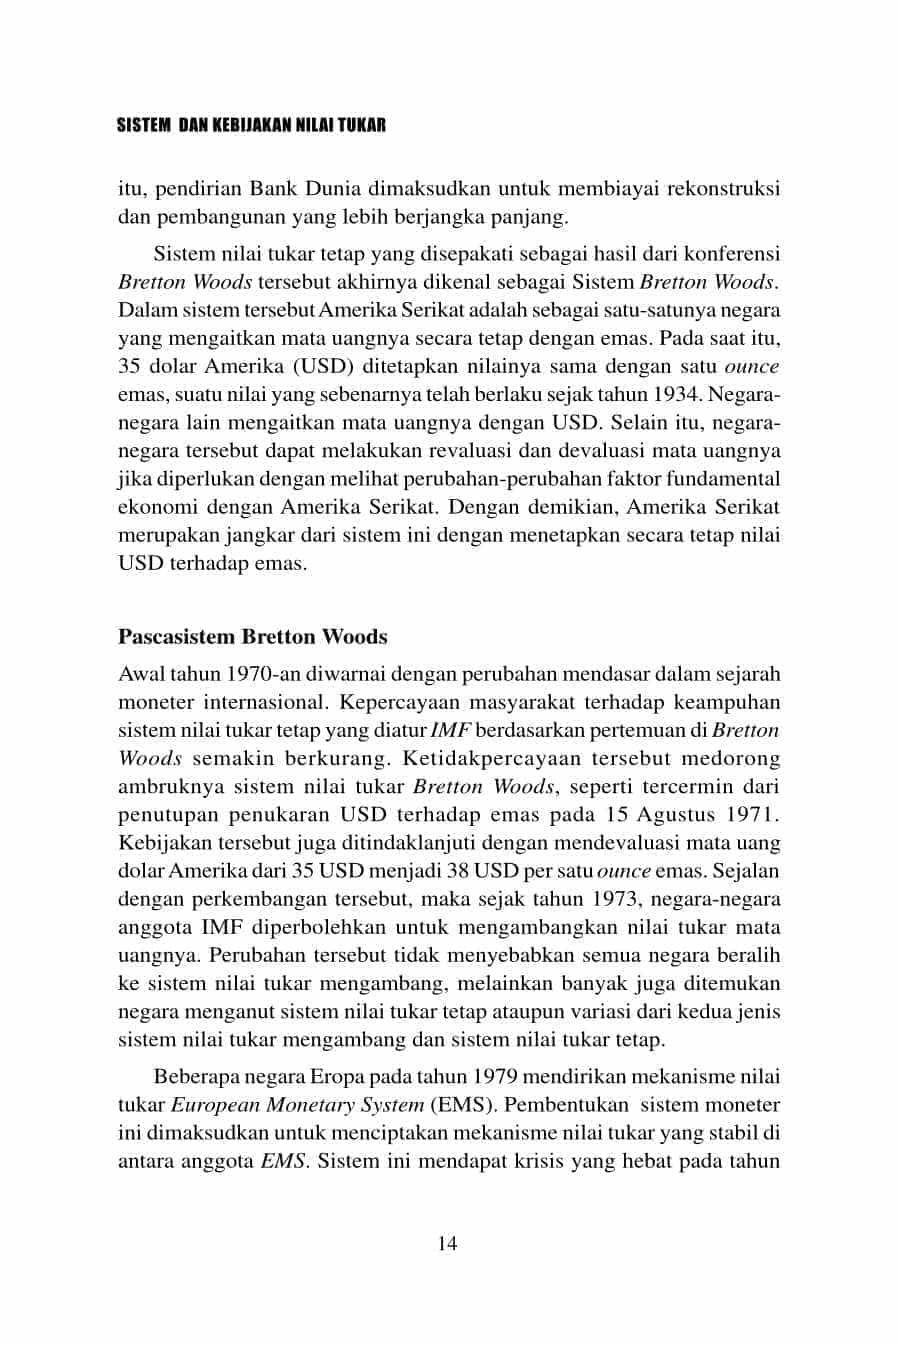 SISTEM DAN KEBIJAKAN NILAI TUKAR
itu, pendirian Bank Dunia dimaksudkan untuk membiayai rekonstruksi
dan pembangunan yang lebih berjangka panjang.
Sistem nilai tukar tetap yang disepakati sebagai hasil dari konferensi
Bretton Woods tersebut akhirnya dikenal sebagai Sistem Bretton Woods.
Dalam sistem tersebut Amerika Serikat adalah sebagai satu-satunya negara
yang mengaitkan mata uangnya secara tetap dengan emas. Pada saat itu,
35 dolar Amerika (USD) ditetapkan nilainya sama dengan satu ounce
emas, suatu nilai yang sebenarnya telah berlaku sejak tahun 1934. Negara-
negara lain mengaitkan mata uangnya dengan USD. Selain itu, negara-
negara tersebut dapat melakukan revaluasi dan devaluasi mata uangnya
jika diperlukan dengan melihat perubahan-perubahan faktor fundamental
ekonomi dengan Amerika Serikat. Dengan demikian, Amerika Serikat
merupakan jangkar dari sistem ini dengan menetapkan secara tetap nilai
USD terhadap emas.
Pascasistem Bretton Woods
Awal tahun 1970-an diwarnai dengan perubahan mendasar dalam sejarah
moneter internasional. Kepercayaan masyarakat terhadap keampuhan
sistem nilai tukar tetap yang diatur IMF berdasarkan pertemuan di Bretton
Woods semakin berkurang. Ketidakpercayaan tersebut medorong
ambruknya sistem nilai tukar Bretton Woods, seperti tercermin dari
penutupan penukaran USD terhadap emas pada 15 Agustus 1971.
Kebijakan tersebut juga ditindaklanjuti dengan mendevaluasi mata uang
dolar Amerika dari 35 USD menjadi 38 USD per satu ounce emas. Sejalan
dengan perkembangan tersebut, maka sejak tahun 1973, negara-negara
anggota IMF diperbolehkan untuk mengambangkan nilai tukar mata
uangnya. Perubahan tersebut tidak menyebabkan semua negara beralih
ke sistem nilai tukar mengambang, melainkan banyak juga ditemukan
negara menganut sistem nilai tukar tetap ataupun variasi dari kedua jenis
sistem nilai tukar mengambang dan sistem nilai tukar tetap.
Beberapa negara Eropa pada tahun 1979 mendirikan mekanisme nilai
tukar European Monetary System (EMS). Pembentukan sistem moneter
ini dimaksudkan untuk menciptakan mekanisme nilai tukar yang stabil di
antara anggota EMS. Sistem ini mendapat krisis yang hebat pada tahun
14